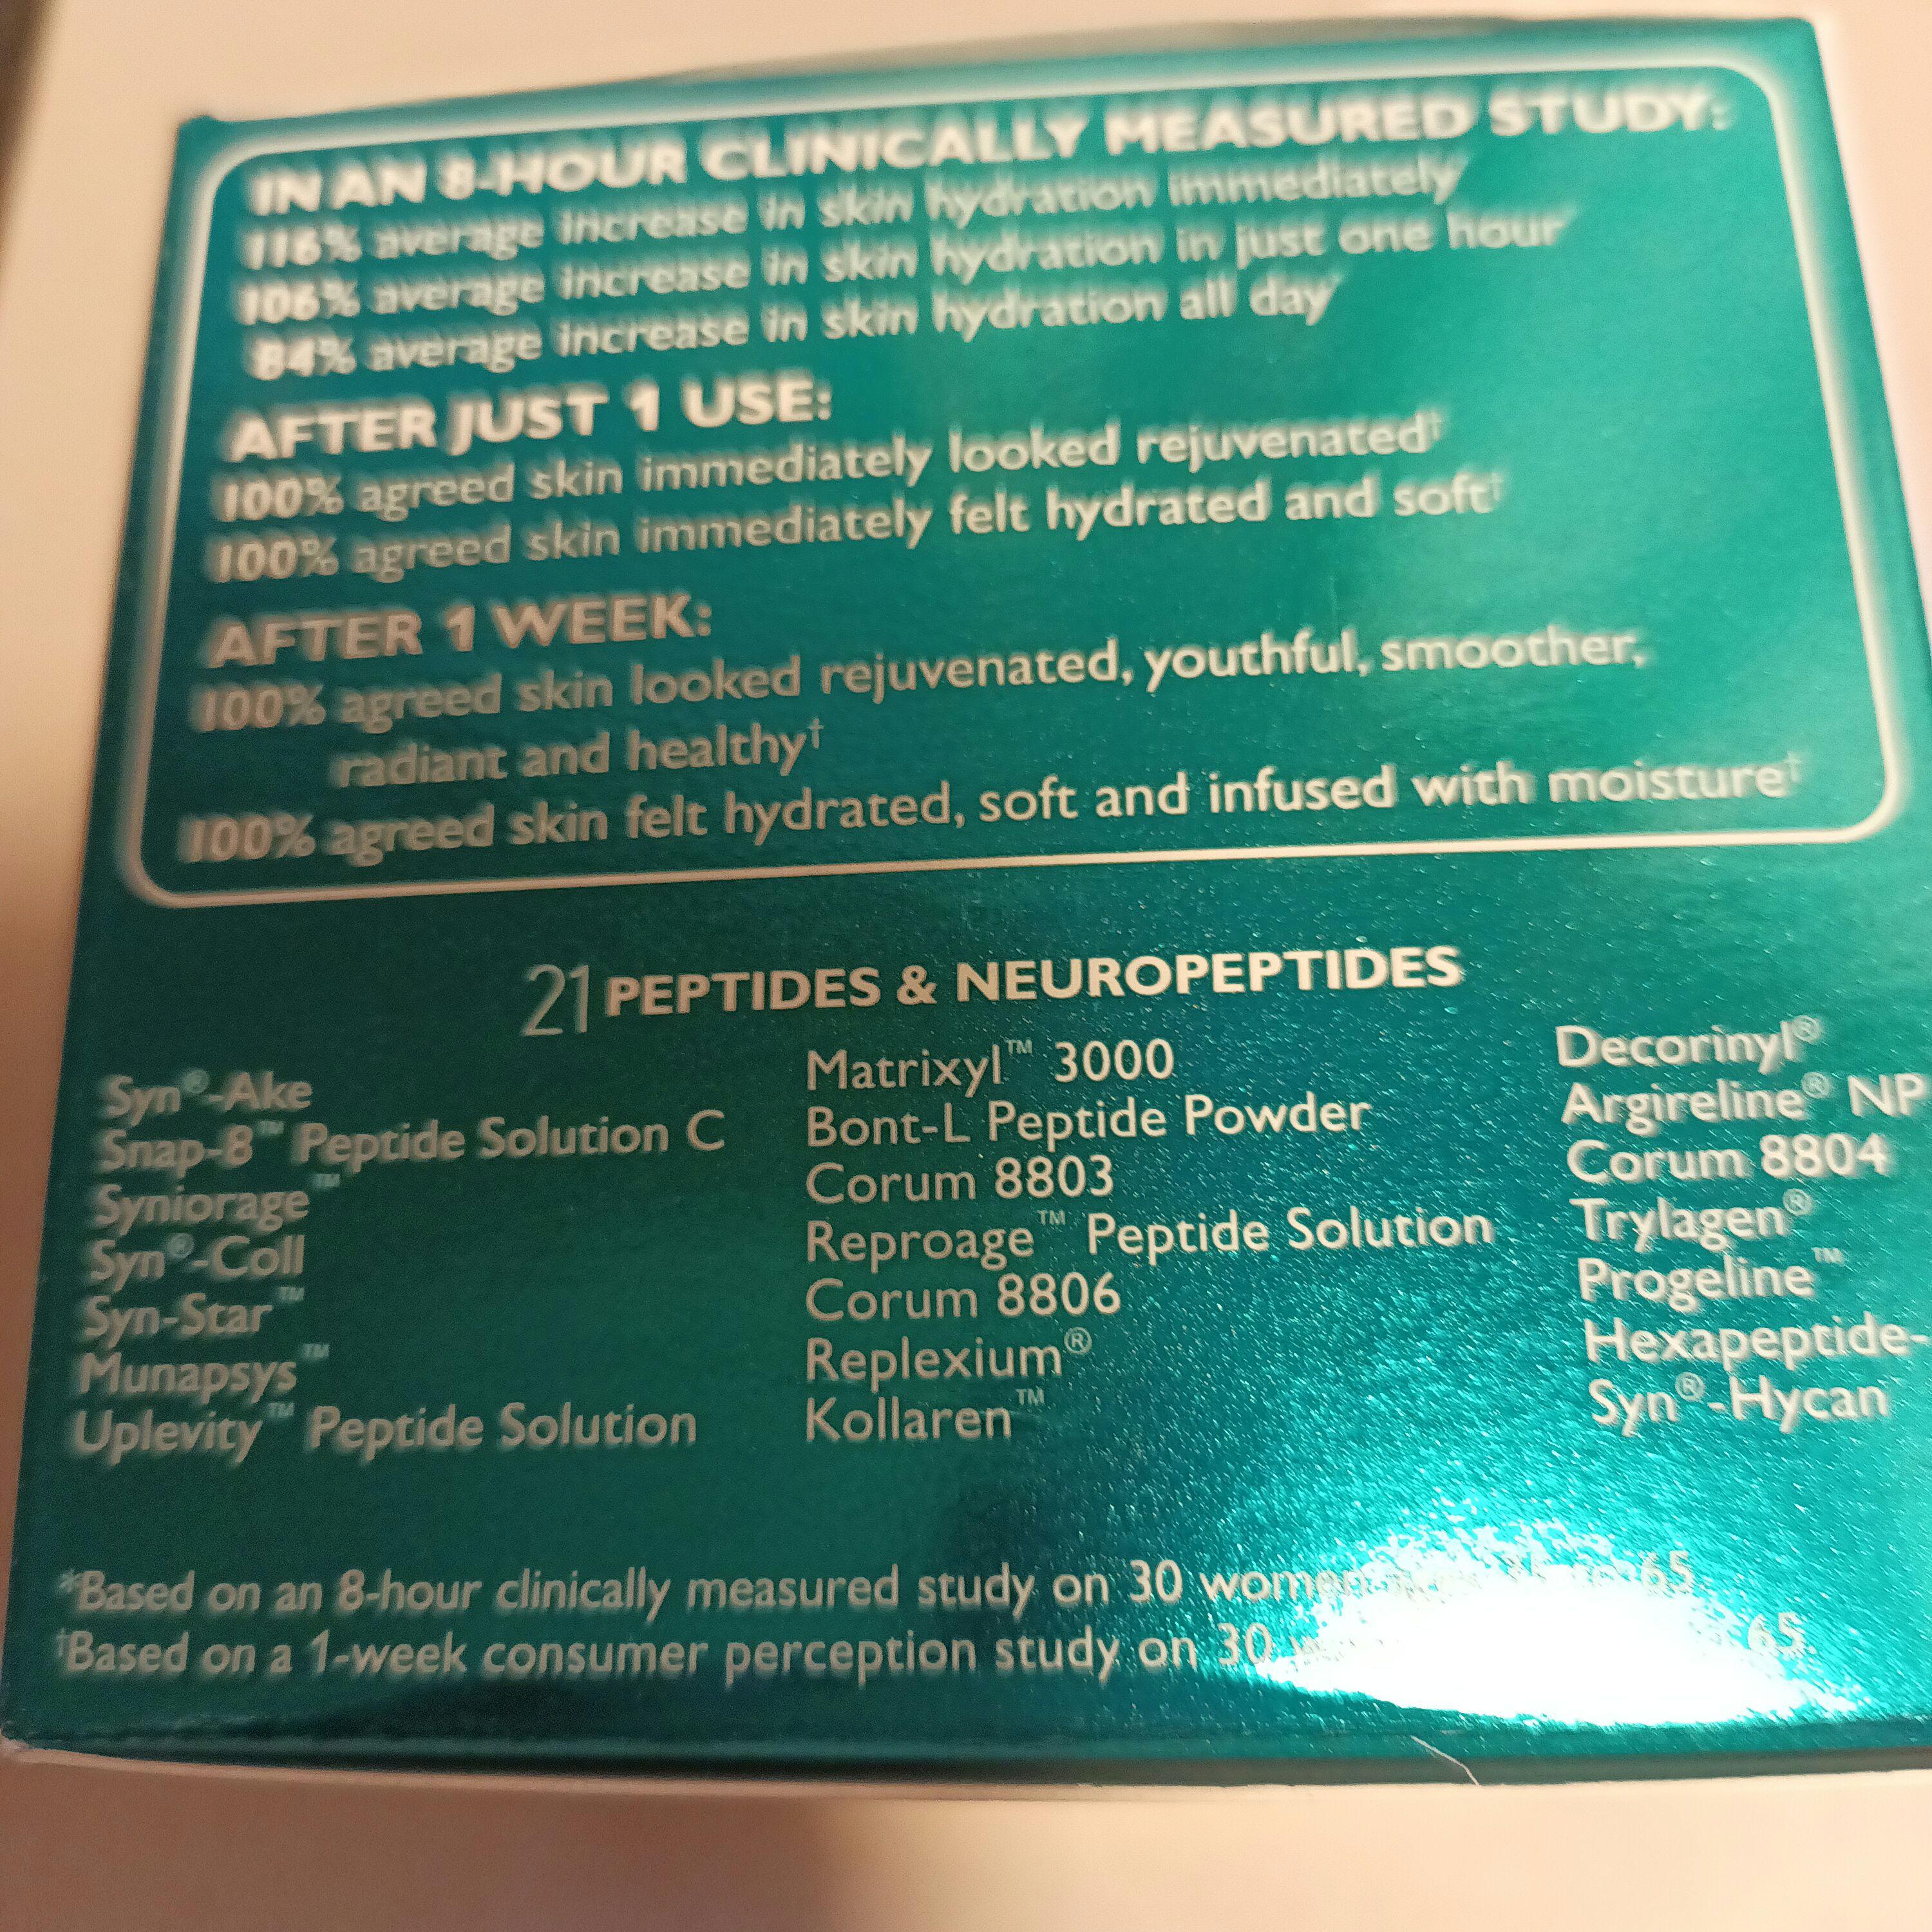 IN AN 8-HOUR CLINICALLY MEASURED STUDY:
116% average increase in skin hydration immediately*
106% average increase in skin hydration in just one hour*
84% average increase in skin hydration all day*
AFTER JUST 1 USE:
100% agreed skin immediately looked rejuvenated†
100% agreed skin immediately felt hydrated and soft†
AFTER 1 WEEK:
100% agreed skin looked rejuvenated, youthful, smoother,
radiant and healthy†
100% agreed skin felt hydrated, soft and infused with moisture†
21 PEPTIDES & NEUROPEPTIDES
Syn®-Ake
Snap-8™ Peptide Solution C
Syniorage™
Syn®-Coll
Syn-Star™
Munapsys™
Uplevity™ Peptide Solution
Matrixyl™ 3000
Bont-L Peptide Powder
Corum 8803
Reproage™ Peptide Solution
Corum 8806
Replexium®
Kollaren™
Decorinyl®
Argireline® NP
Corum 8804
Trylagen®
Progeline™
Hexapeptide-
Syn®-Hycan
*Based on an 8-hour clinically measured study on 30 women 65.
†Based on a 1-week consumer perception study on 30 65.